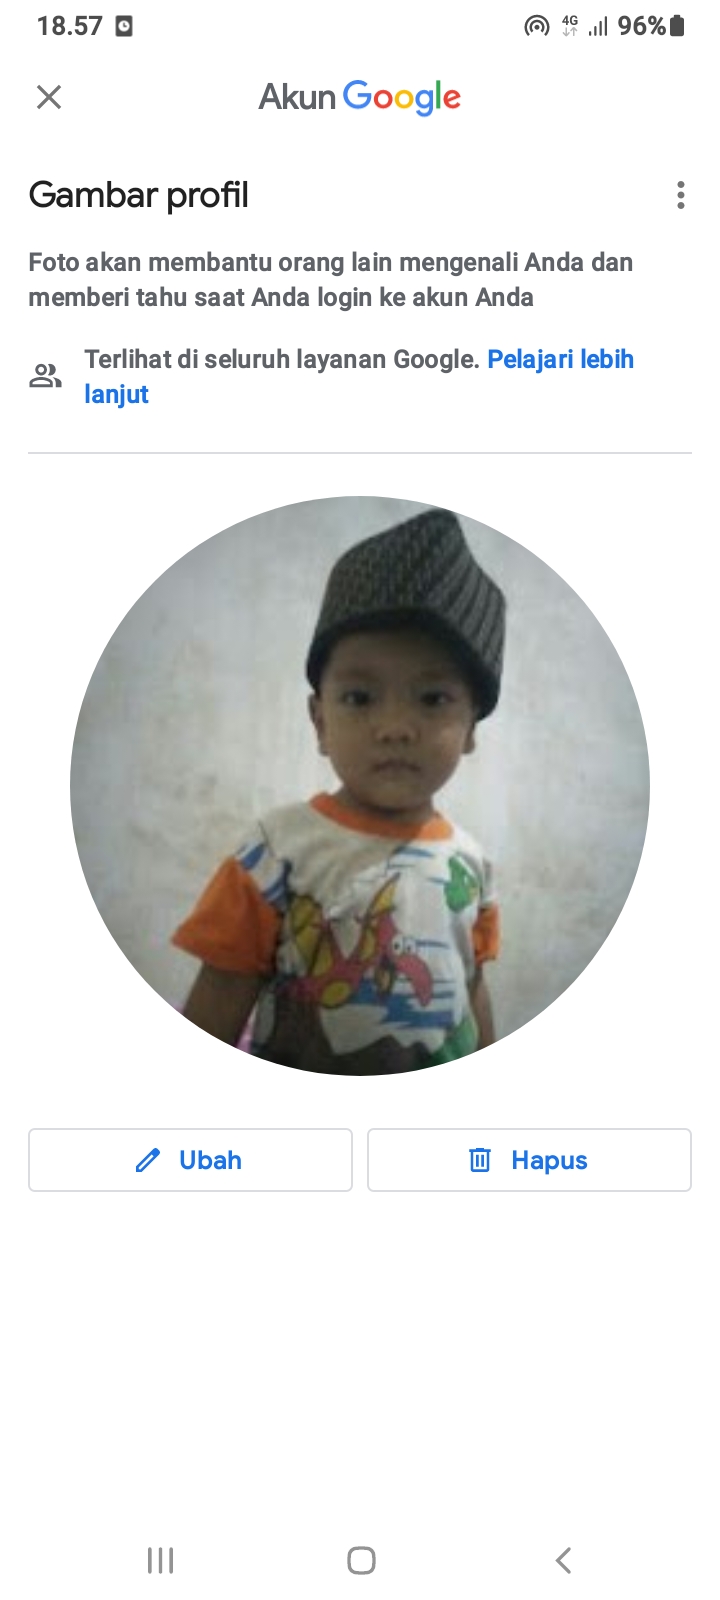 18.57 4G 96%
Akun Google
Gambar profil
Foto akan membantu orang lain mengenali Anda dan
memberi tahu saat Anda login ke akun Anda
Terlihat di seluruh layanan Google. Pelajari lebih
lanjut
Ubah Hapus